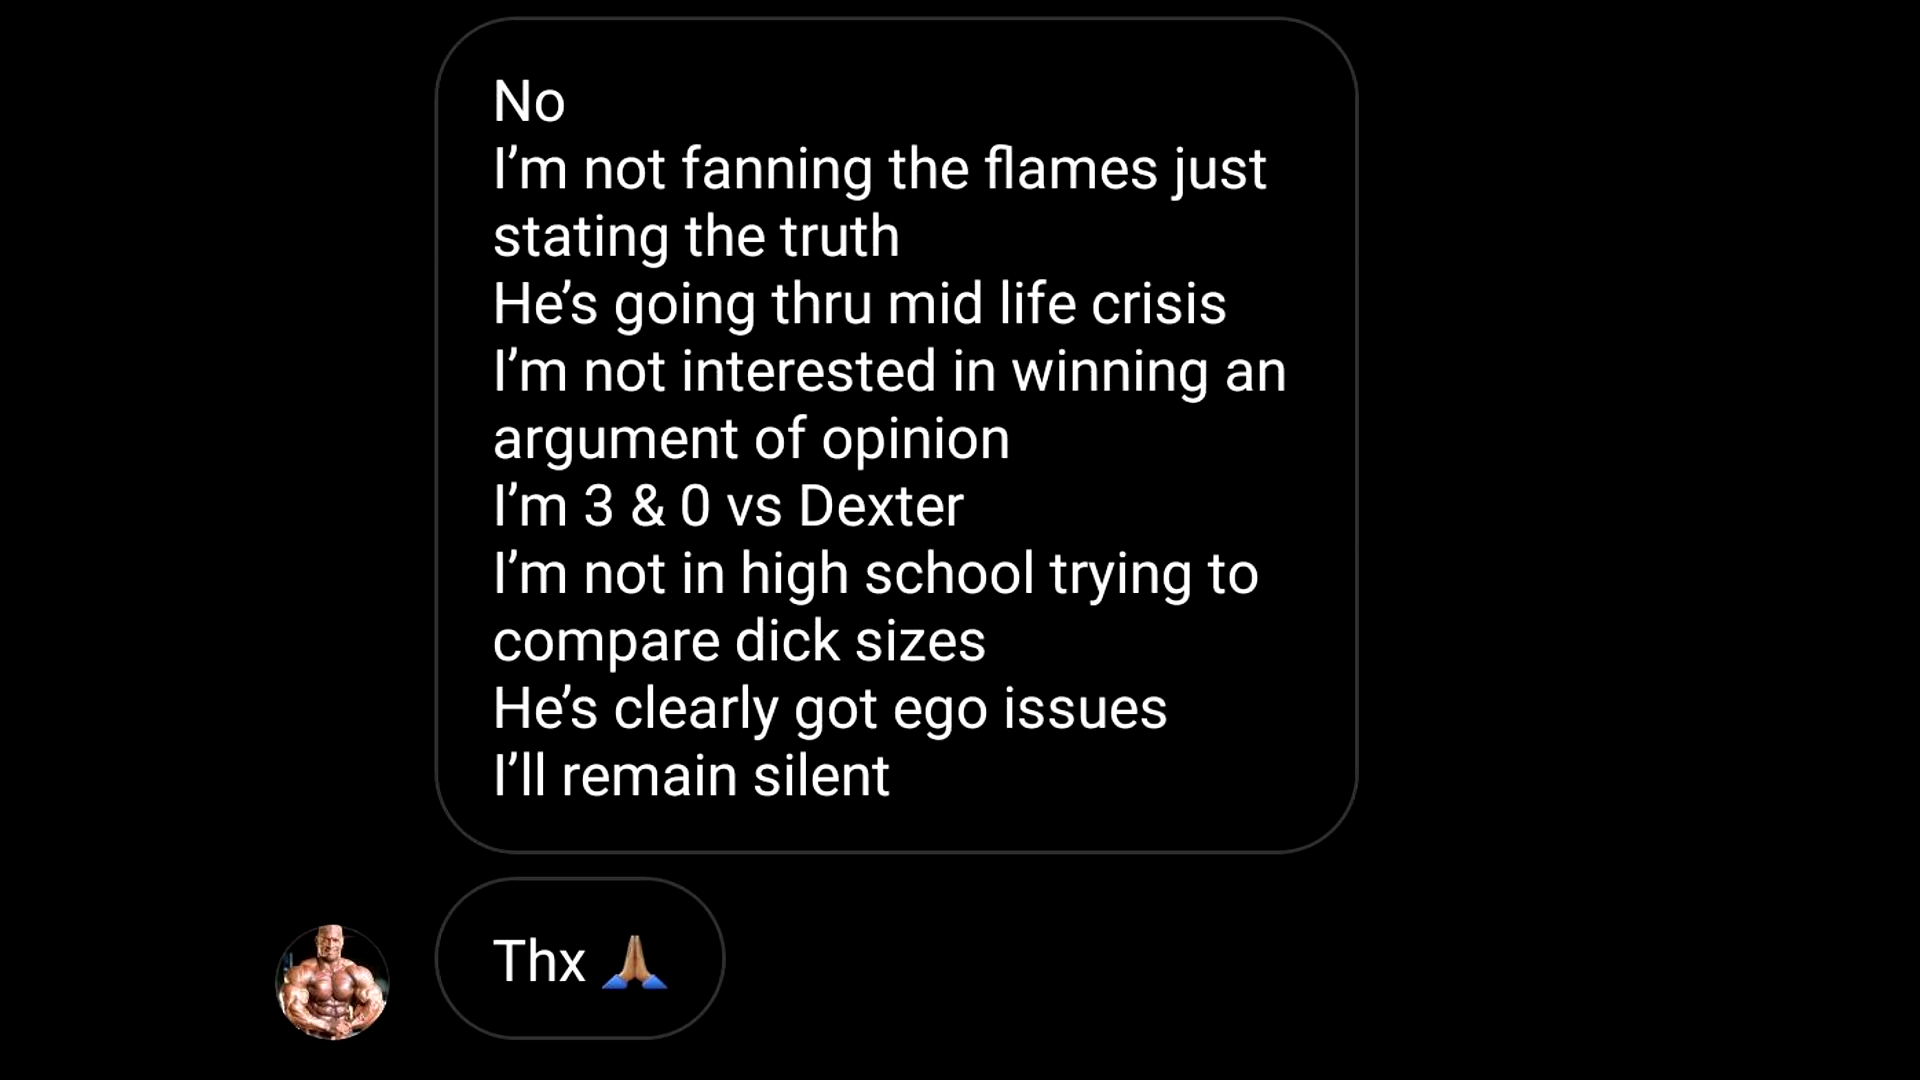 No
I’m not fanning the flames just
stating the truth
He’s going thru mid life crisis
I’m not interested in winning an
argument of opinion
I’m 3 & 0 vs Dexter
I’m not in high school trying to
compare dick sizes
He’s clearly got ego issues
I’ll remain silent
Thx 🙏🏽